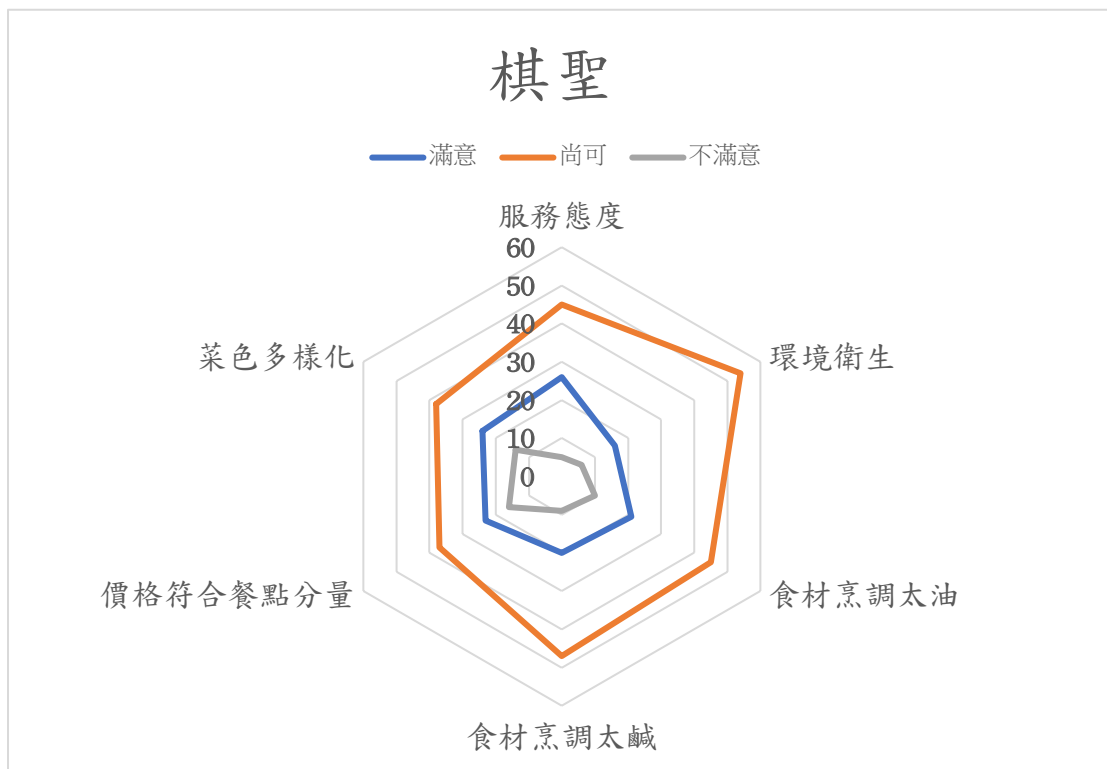 棋聖
滿意 尚可 不滿意
服務態度
60
50
40
30
20
10
0
環境衛生
食材烹調太油
食材烹調太鹹
價格符合餐點分量
菜色多樣化